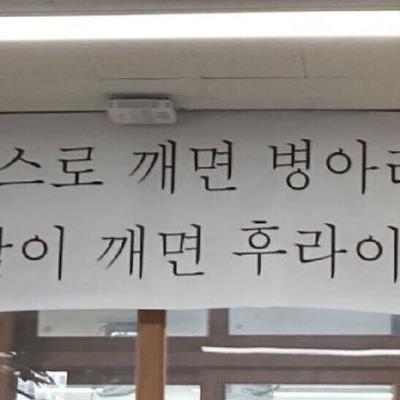 스로 깨면 병아
이 깨면 후라이